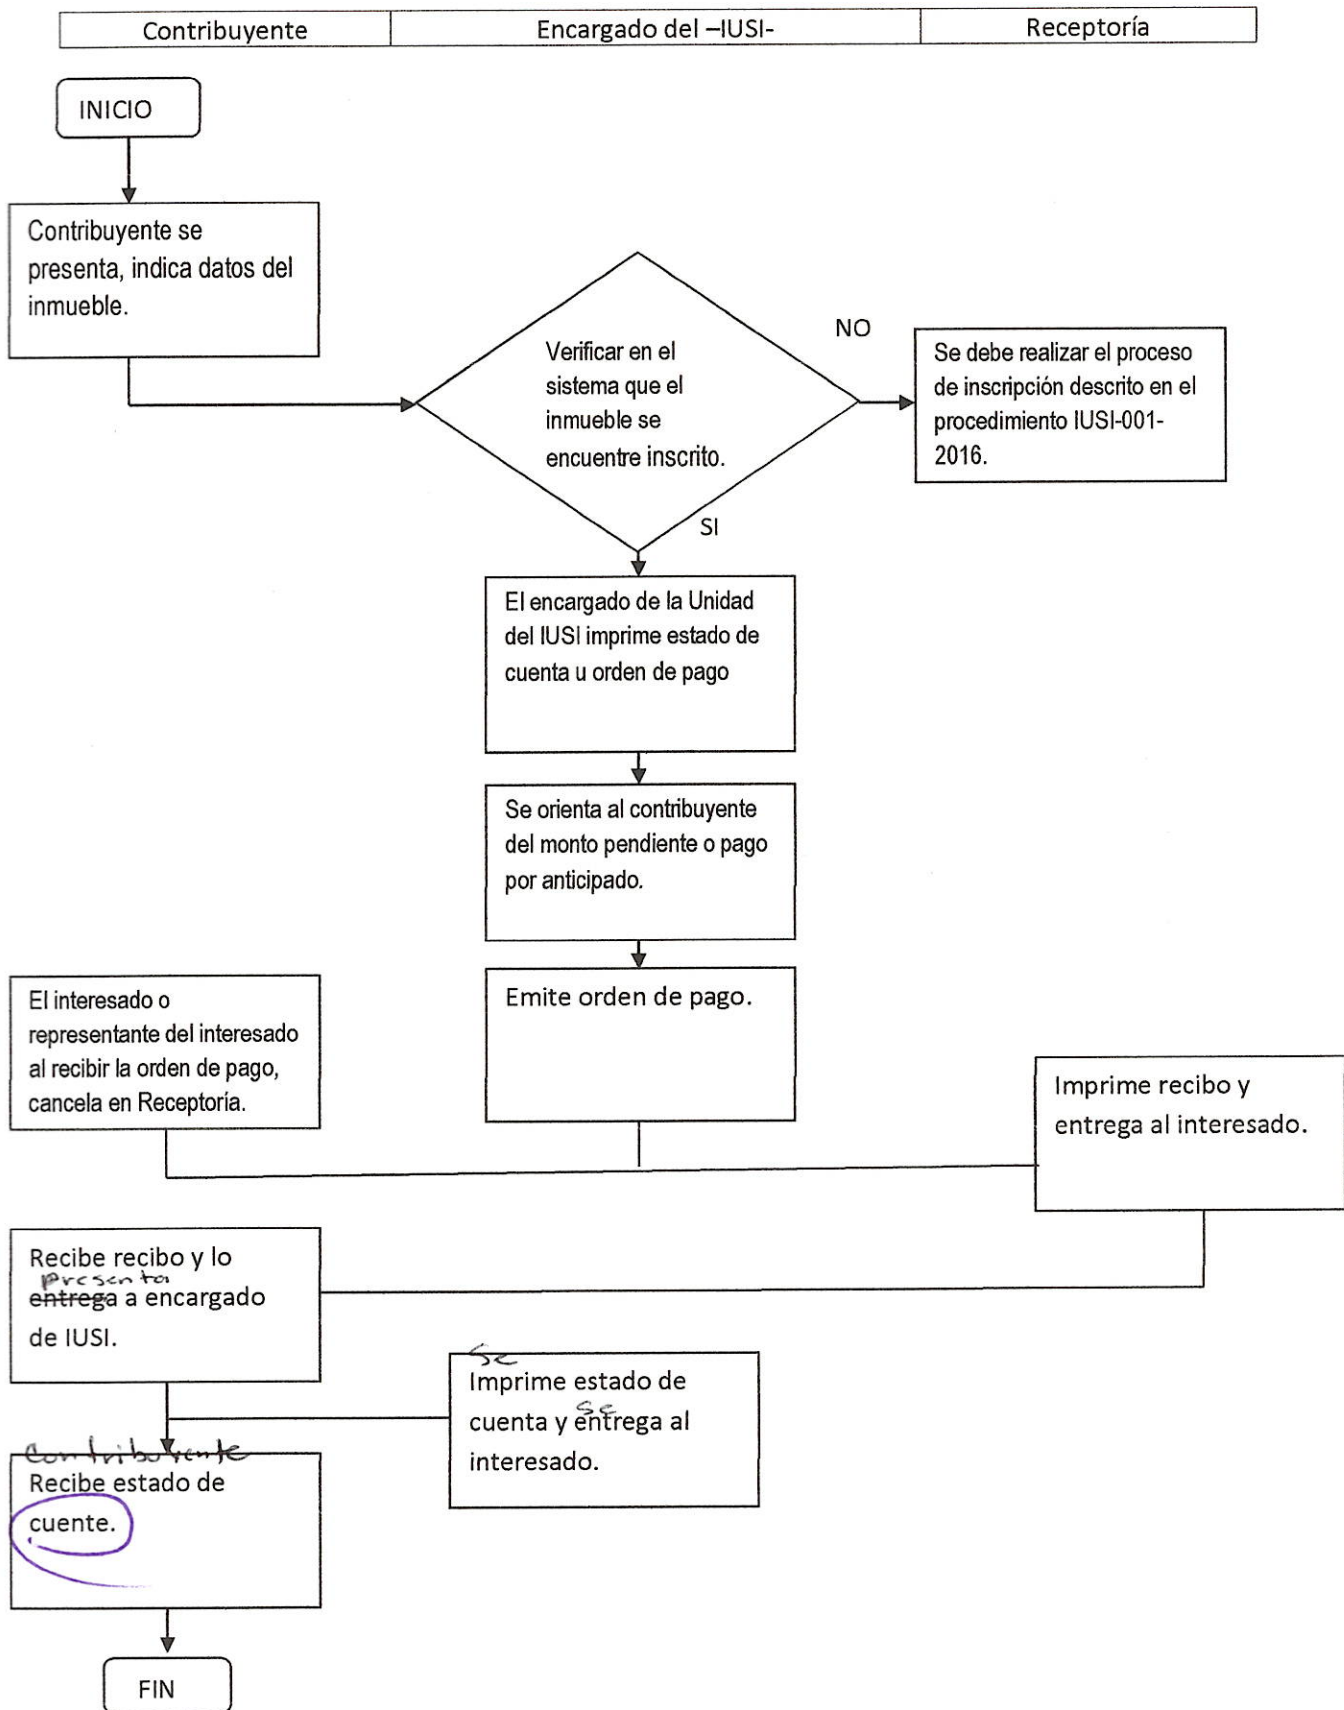 Contribuyente
Encargado del –IUSI-
Receptoría
INICIO
Contribuyente se
presenta, indica datos del
inmueble.
Verificar en el
sistema que el
inmueble se
encuentre inscrito.
NO
Se debe realizar el proceso
de inscripción descrito en el
procedimiento IUSI-001-
2016.
SI
El encargado de la Unidad
del IUSI imprime estado de
cuenta u orden de pago
Se orienta al contribuyente
del monto pendiente o pago
por anticipado.
Emite orden de pago.
El interesado o
representante del interesado
al recibir la orden de pago,
cancela en Receptoría.
Imprime recibo y
entrega al interesado.
Recibe recibo y lo
presenta
entrega a encargado
de IUSI.
Se
Imprime estado de
se
cuenta y entrega al
interesado.
Contribuyente
Recibe estado de
cuente.
FIN